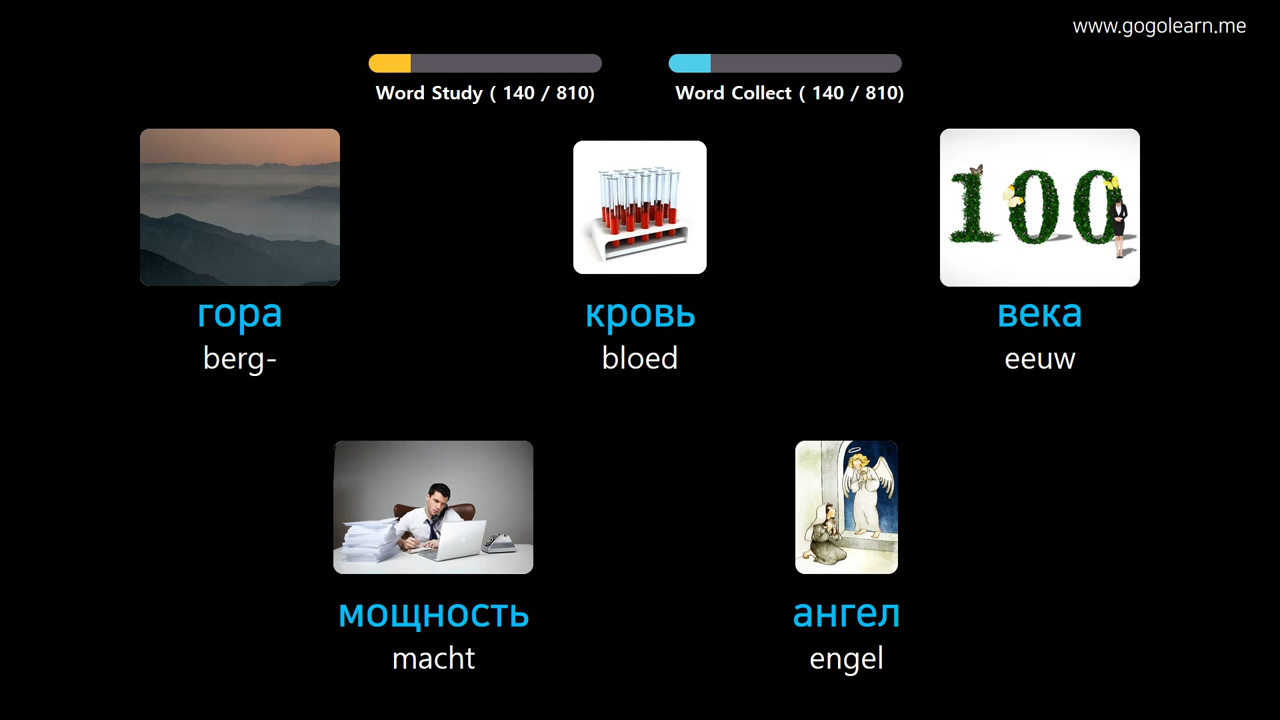 www.gogolearn.me
Word Study ( 140 / 810)
Word Collect ( 140 / 810)
100
гора
berg-
кровь
bloed
века
eeuw
мощность
macht
ангел
engel